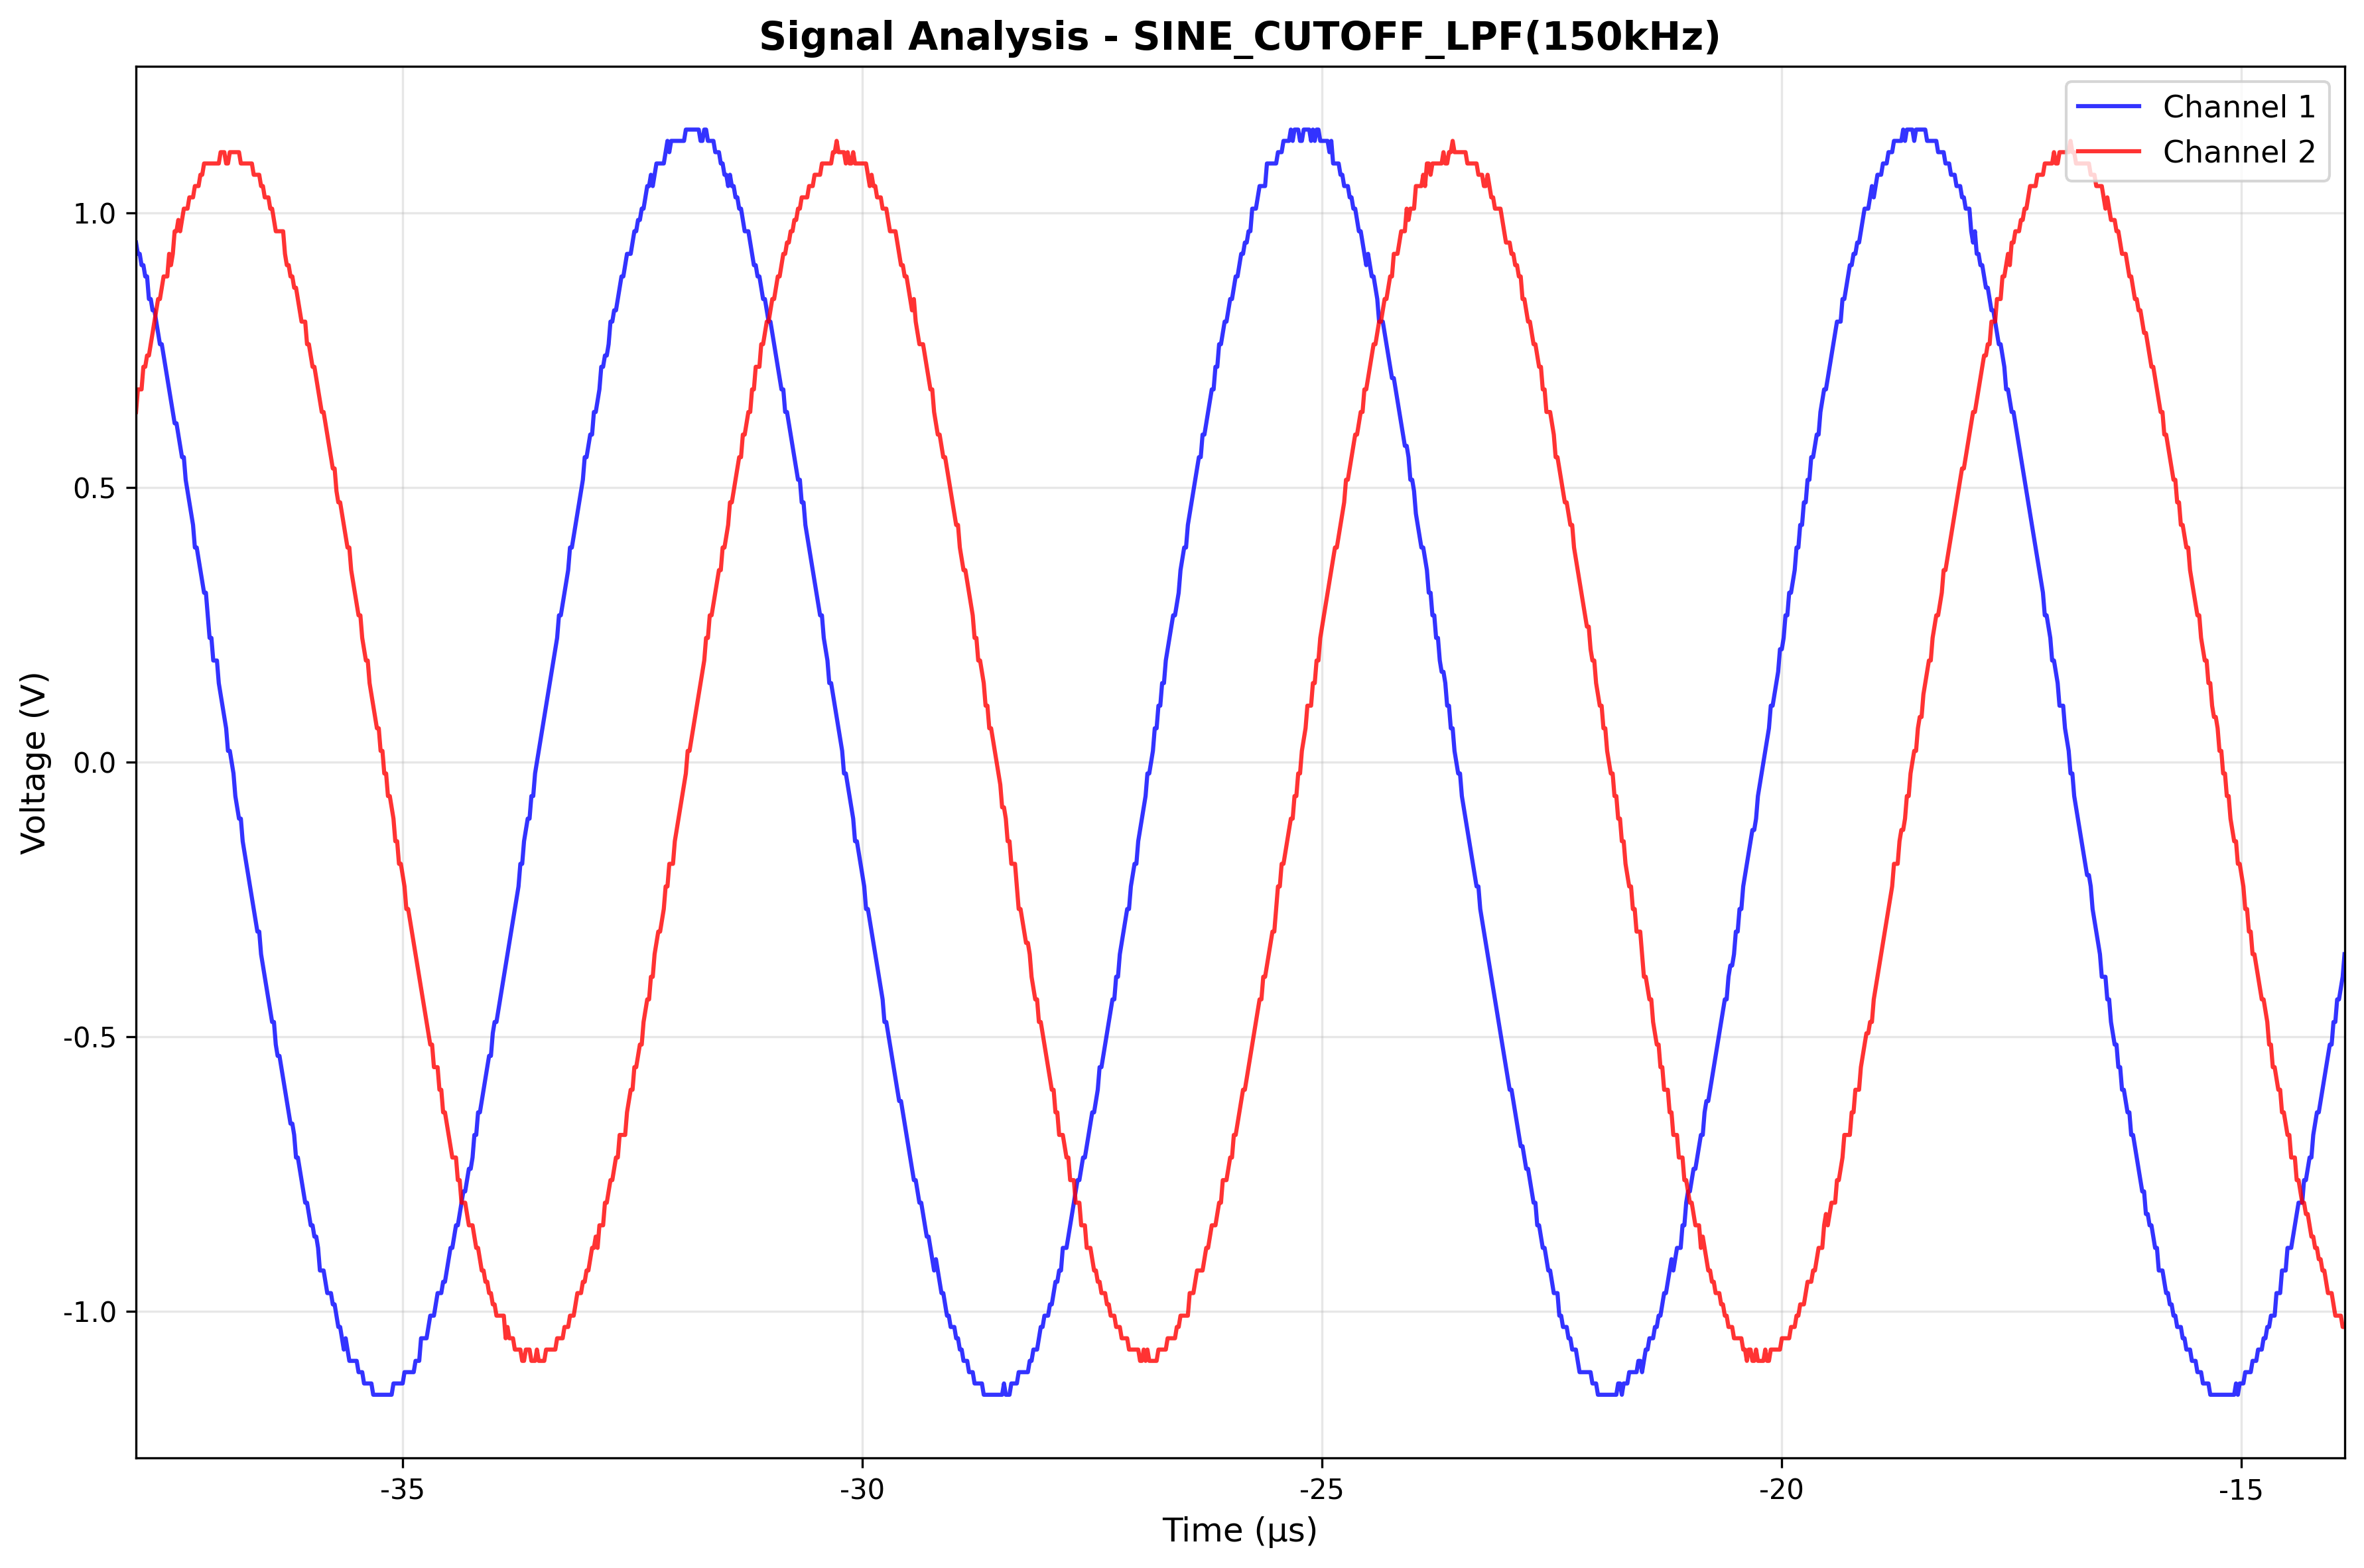 Signal Analysis - SINE_CUTOFF_LPF(150kHz)
Channel 1
Channel 2
Voltage (V)
1.0
0.5
0.0
-0.5
-1.0
-35
-30
-25
-20
-15
Time (µs)